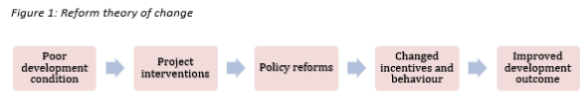 Figure 1: Reform theory of change
Poor
development
condition
Project
interventions
Policy reforms
Changed
incentives and
behaviour
Improved
development
outcome